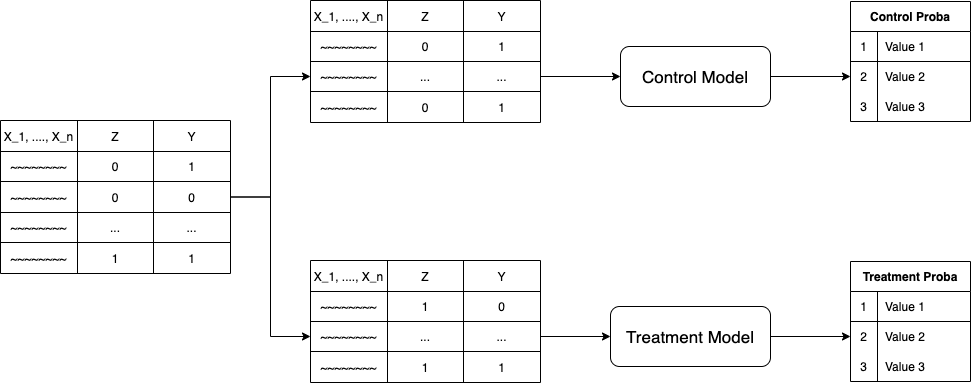 X_1, ...., X_n Z Y
~~~~~~~~ 0 1
~~~~~~~~ 0 0
~~~~~~~~ ... ...
~~~~~~~~ 1 1
X_1, ...., X_n Z Y
~~~~~~~~ 0 1
~~~~~~~~ ... ...
~~~~~~~~ 0 1
Control Model
Control Proba
1 Value 1
2 Value 2
3 Value 3
X_1, ...., X_n Z Y
~~~~~~~~ 1 0
~~~~~~~~ ... ...
~~~~~~~~ 1 1
Treatment Model
Treatment Proba
1 Value 1
2 Value 2
3 Value 3